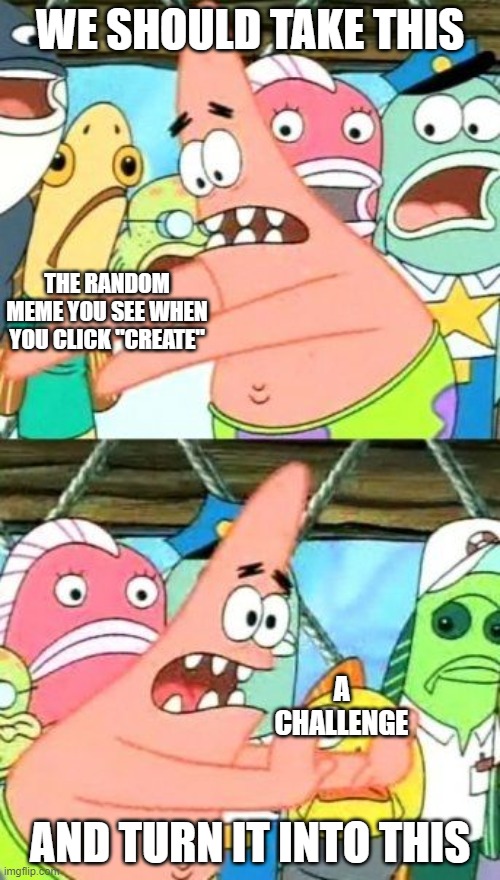 WE SHOULD TAKE THIS
THE RANDOM
MEME YOU SEE WHEN
YOU CLICK "CREATE"
A
CHALLENGE
AND TURN IT INTO THIS
imgflip.com